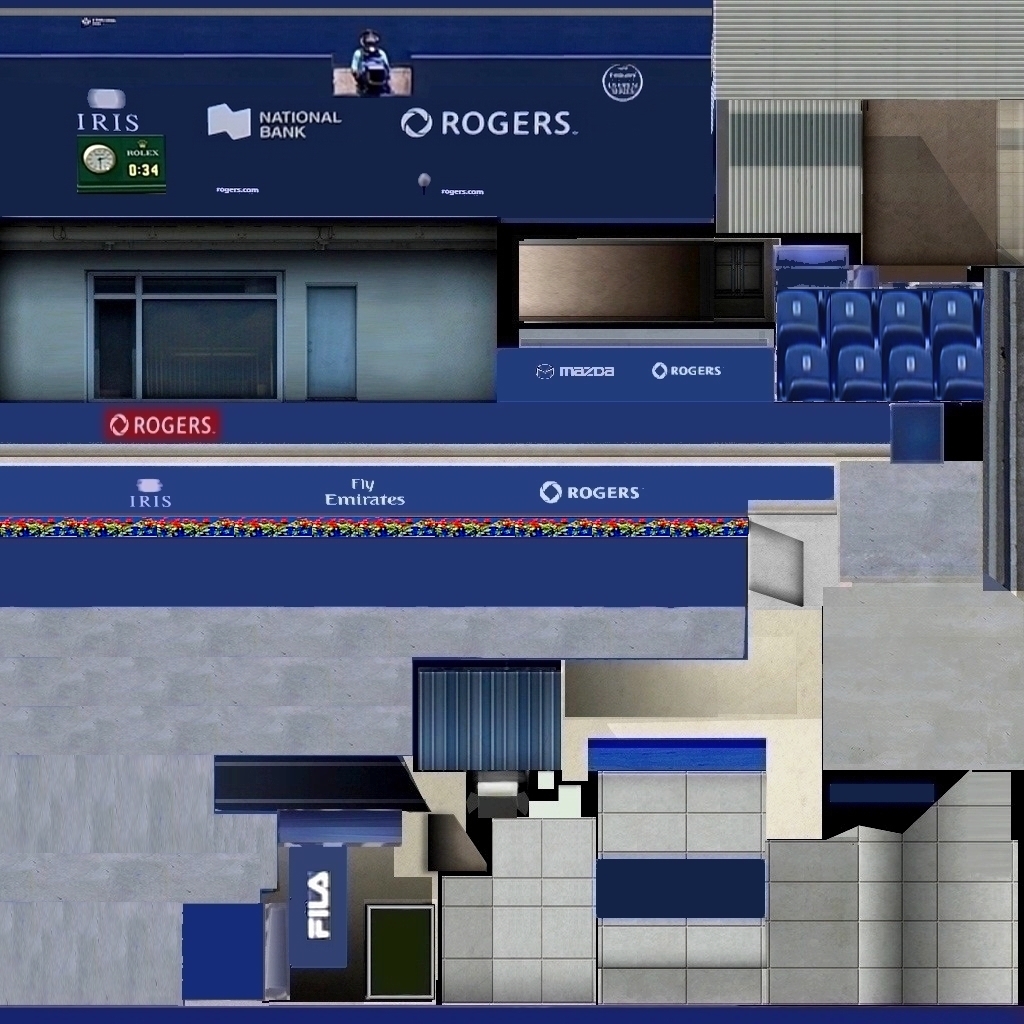 IRIS
NATIONAL
BANK
ROGERS
ROLEX
0:34
rogers.com
rogers.com
mazda
ROGERS
ROGERS
IRIS
Fly
Emirates
ROGERS
FILA